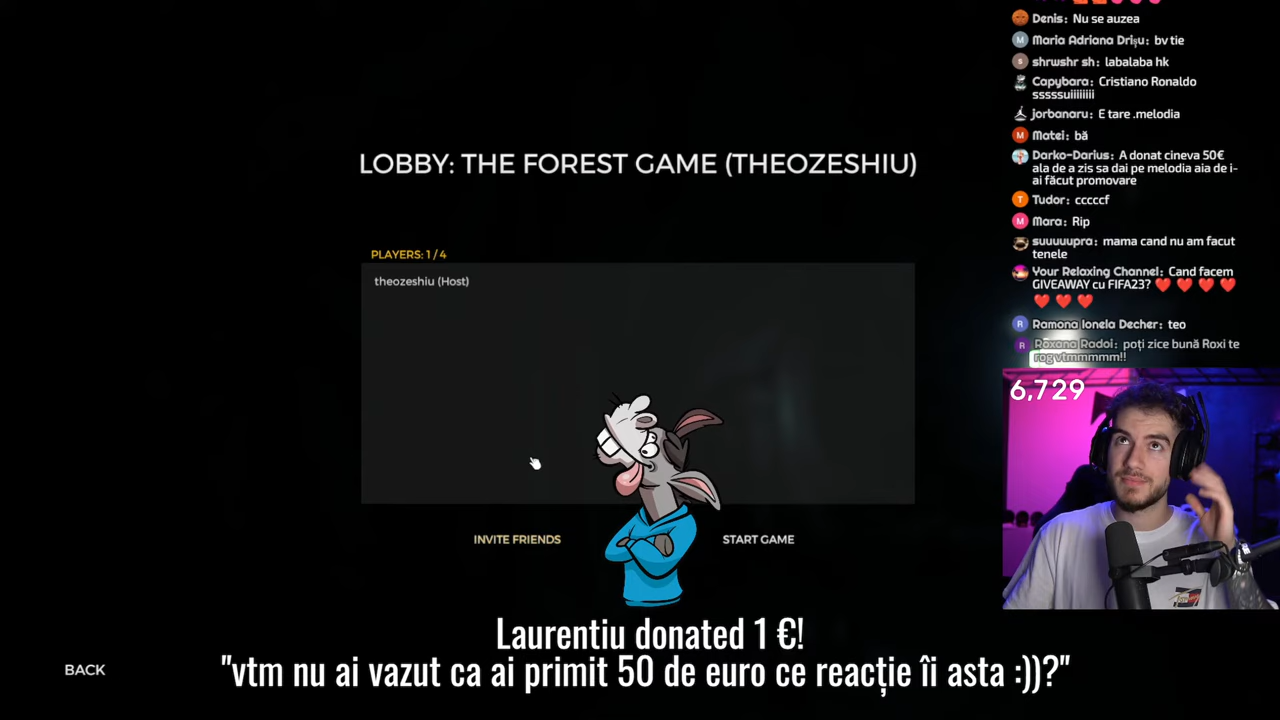 LOBBY: THE FOREST GAME (THEOZESHIU)
PLAYERS: 1 / 4
theozeshiu (Host)
INVITE FRIENDS
START GAME
BACK
Laurentiu donated 1 €!
"vtm nu ai vazut ca ai primit 50 de euro ce reacție îi asta :))?"
Denis: Nu se auzea
Maria Adriana Drișu: bv tie
shrwshr sh: labalaba hk
Capybara: Cristiano Ronaldo
sssssuiiiiiiii
jorbanaru: E tare .melodia
Matei: bă
Darko-Darius: A donat cineva 50€
ala de a zis sa dai pe melodia aia de i-
ai făcut promovare
Tudor: cccccf
Mara: Rip
suuuuupra: mama cand nu am facut
tenele
Your Relaxing Channel: Cand facem
GIVEAWAY cu FIFA23? ❤️ ❤️ ❤️ ❤️
❤️ ❤️ ❤️
Ramona Ionela Decher: teo
Roxana Radoi: poți zice bună Roxi te
rog vtmmmmm!!
6,729